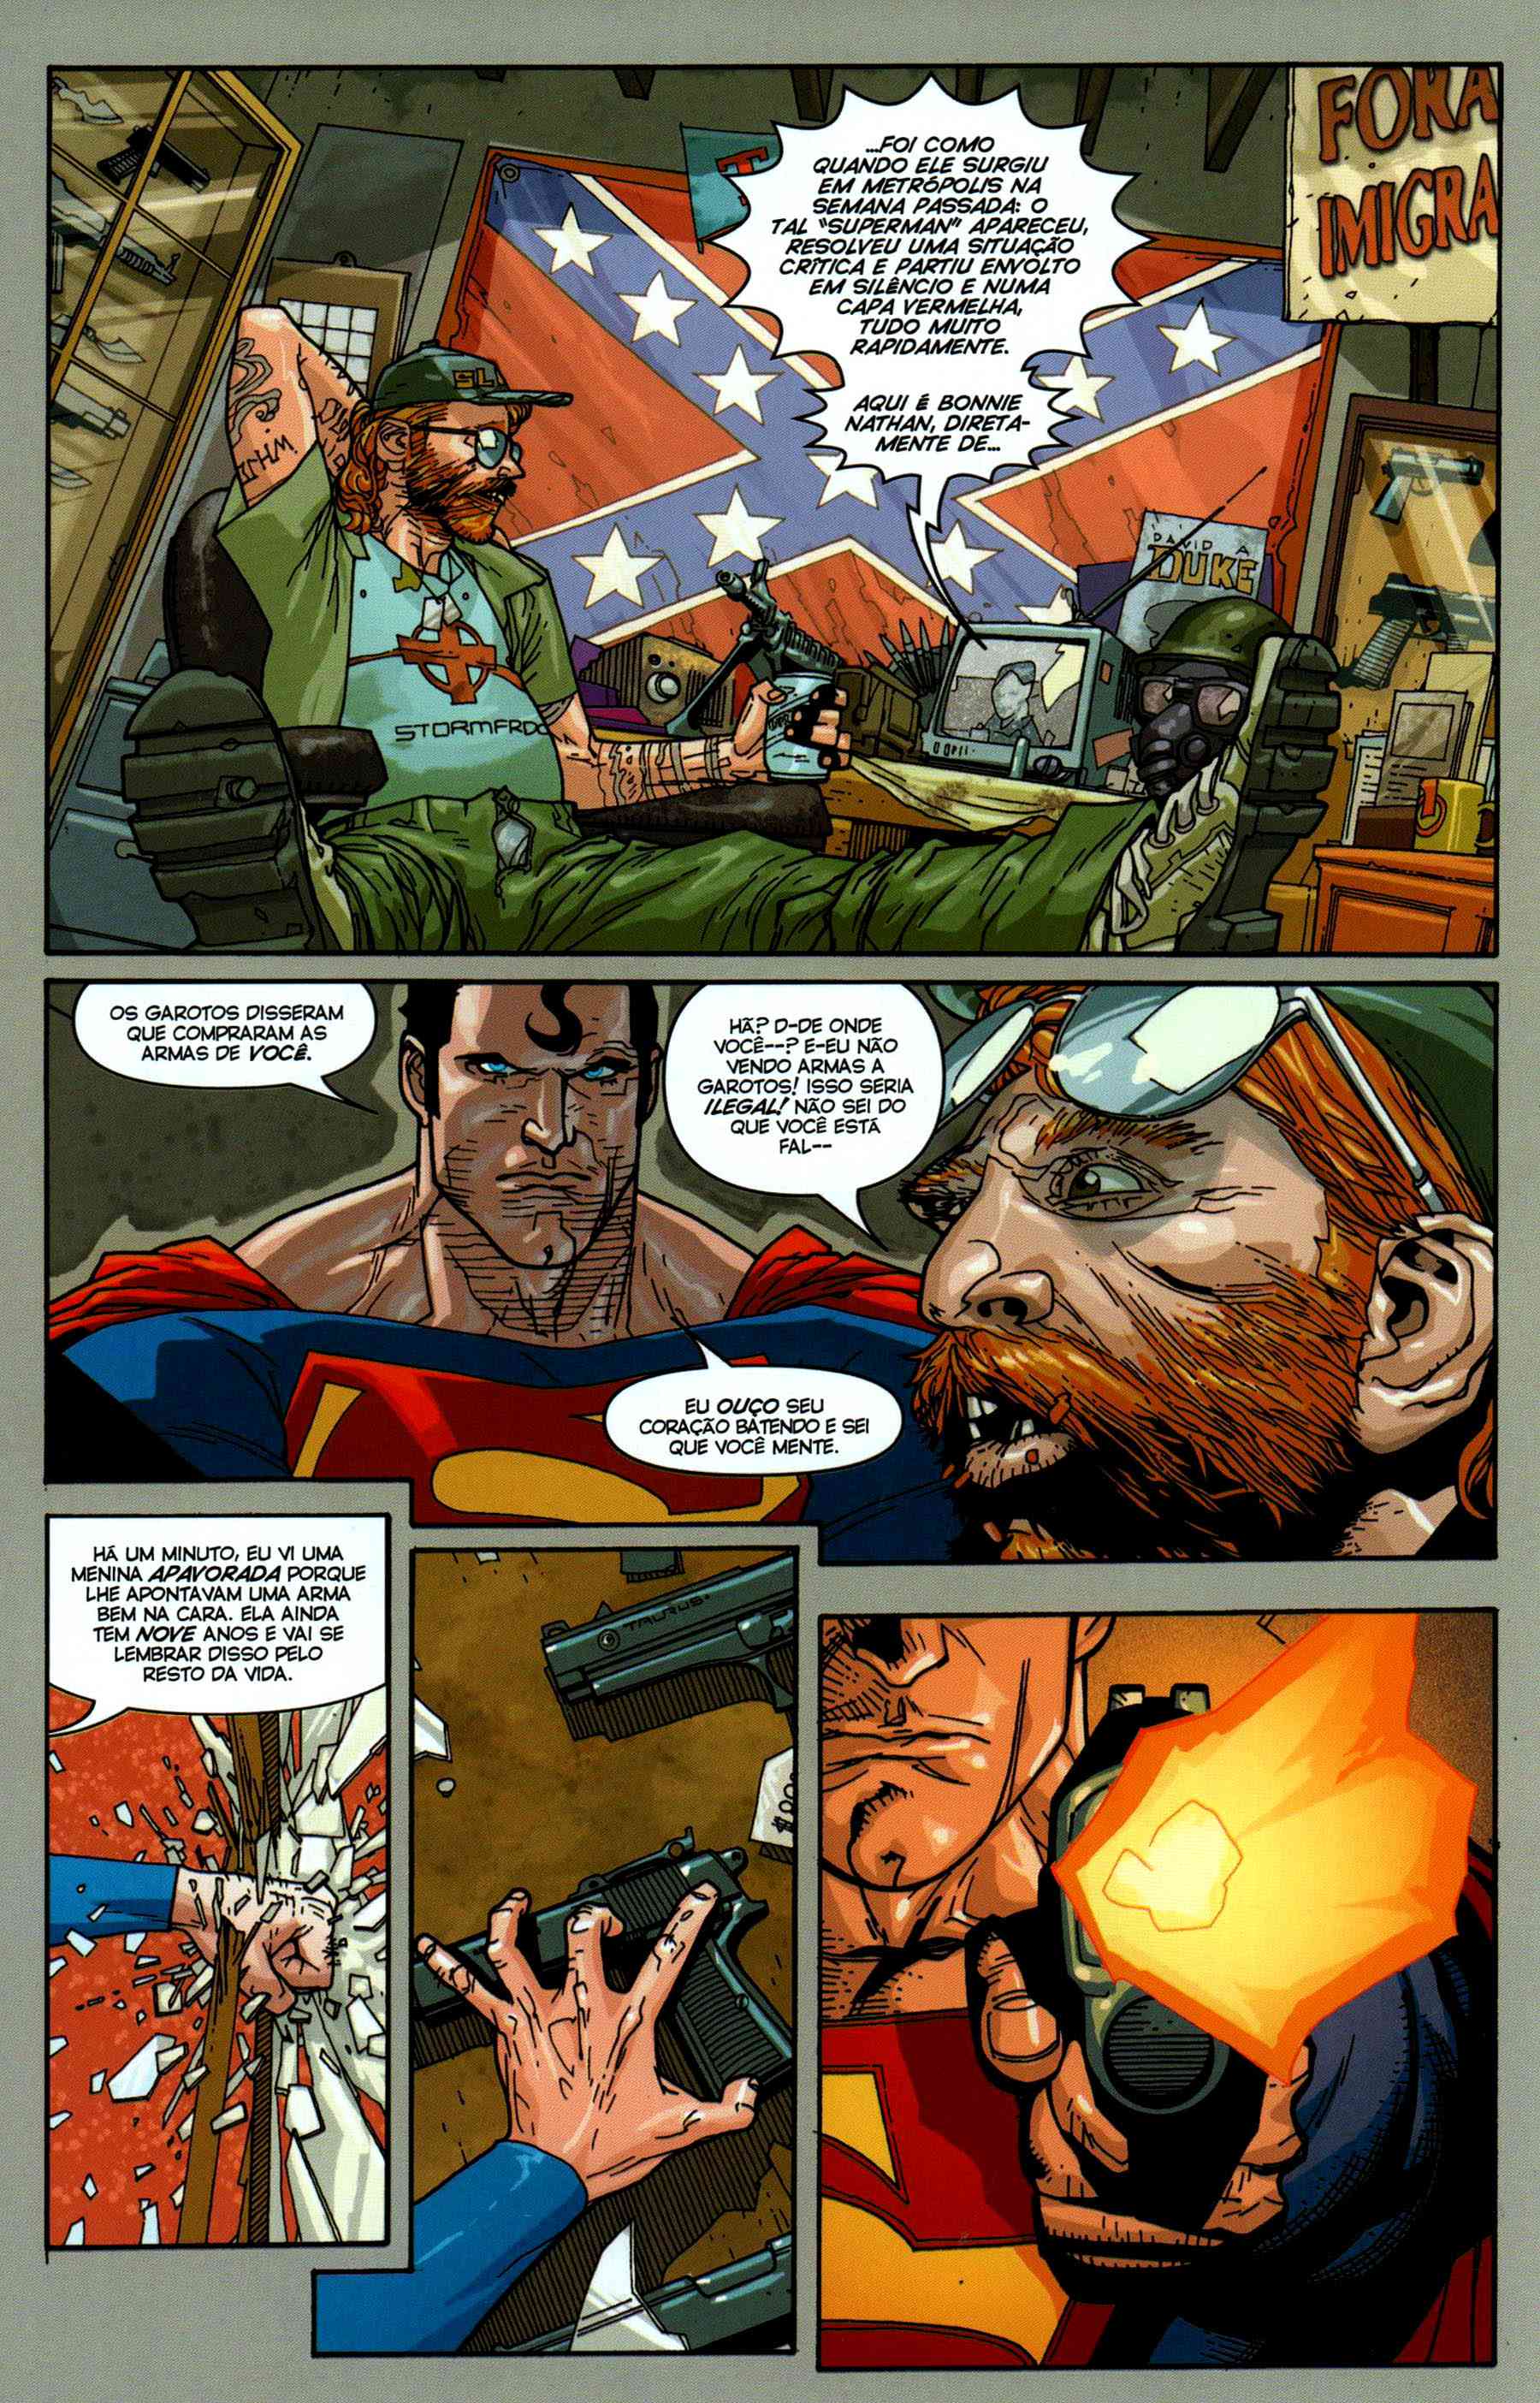 ...FOI COMO
QUANDO ELE SURGIU
EM METRÓPOLIS NA
SEMANA PASSADA: O
TAL "SUPERMAN" APARECEU,
RESOLVEU UMA SITUAÇÃO
CRÍTICA E PARTIU ENVOLTO
EM SILÊNCIO E NUMA
CAPA VERMELHA,
TUDO MUITO
RAPIDAMENTE.
AQUI É BONNIE
NATHAN, DIRETA-
MENTE DE...
FORA
IMIGRA
DAVID
DUKE
STORMFRO
OS GAROTOS DISSERAM
QUE COMPRARAM AS
ARMAS DE VOCÊ.
HÃ? D-DE ONDE
VOCÊ--? E-EU NÃO
VENDO ARMAS A
GAROTOS! ISSO SERIA
ILEGAL! NÃO SEI DO
QUE VOCÊ ESTÁ
FAL--
EU OUÇO SEU
CORAÇÃO BATENDO E SEI
QUE VOCÊ MENTE.
HÁ UM MINUTO, EU VI UMA
MENINA APAVORADA PORQUE
LHE APONTAVAM UMA ARMA
BEM NA CARA. ELA AINDA
TEM NOVE ANOS E VAI SE
LEMBRAR DISSO PELO
RESTO DA VIDA.
TAURUS